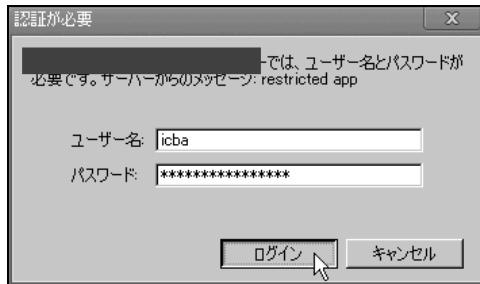 認証が必要
では、ユーザー名とパスワードが
必要です。サーバーからのメッセージ: restricted app
ユーザー名: icba
パスワード: ****************
ログイン キャンセル